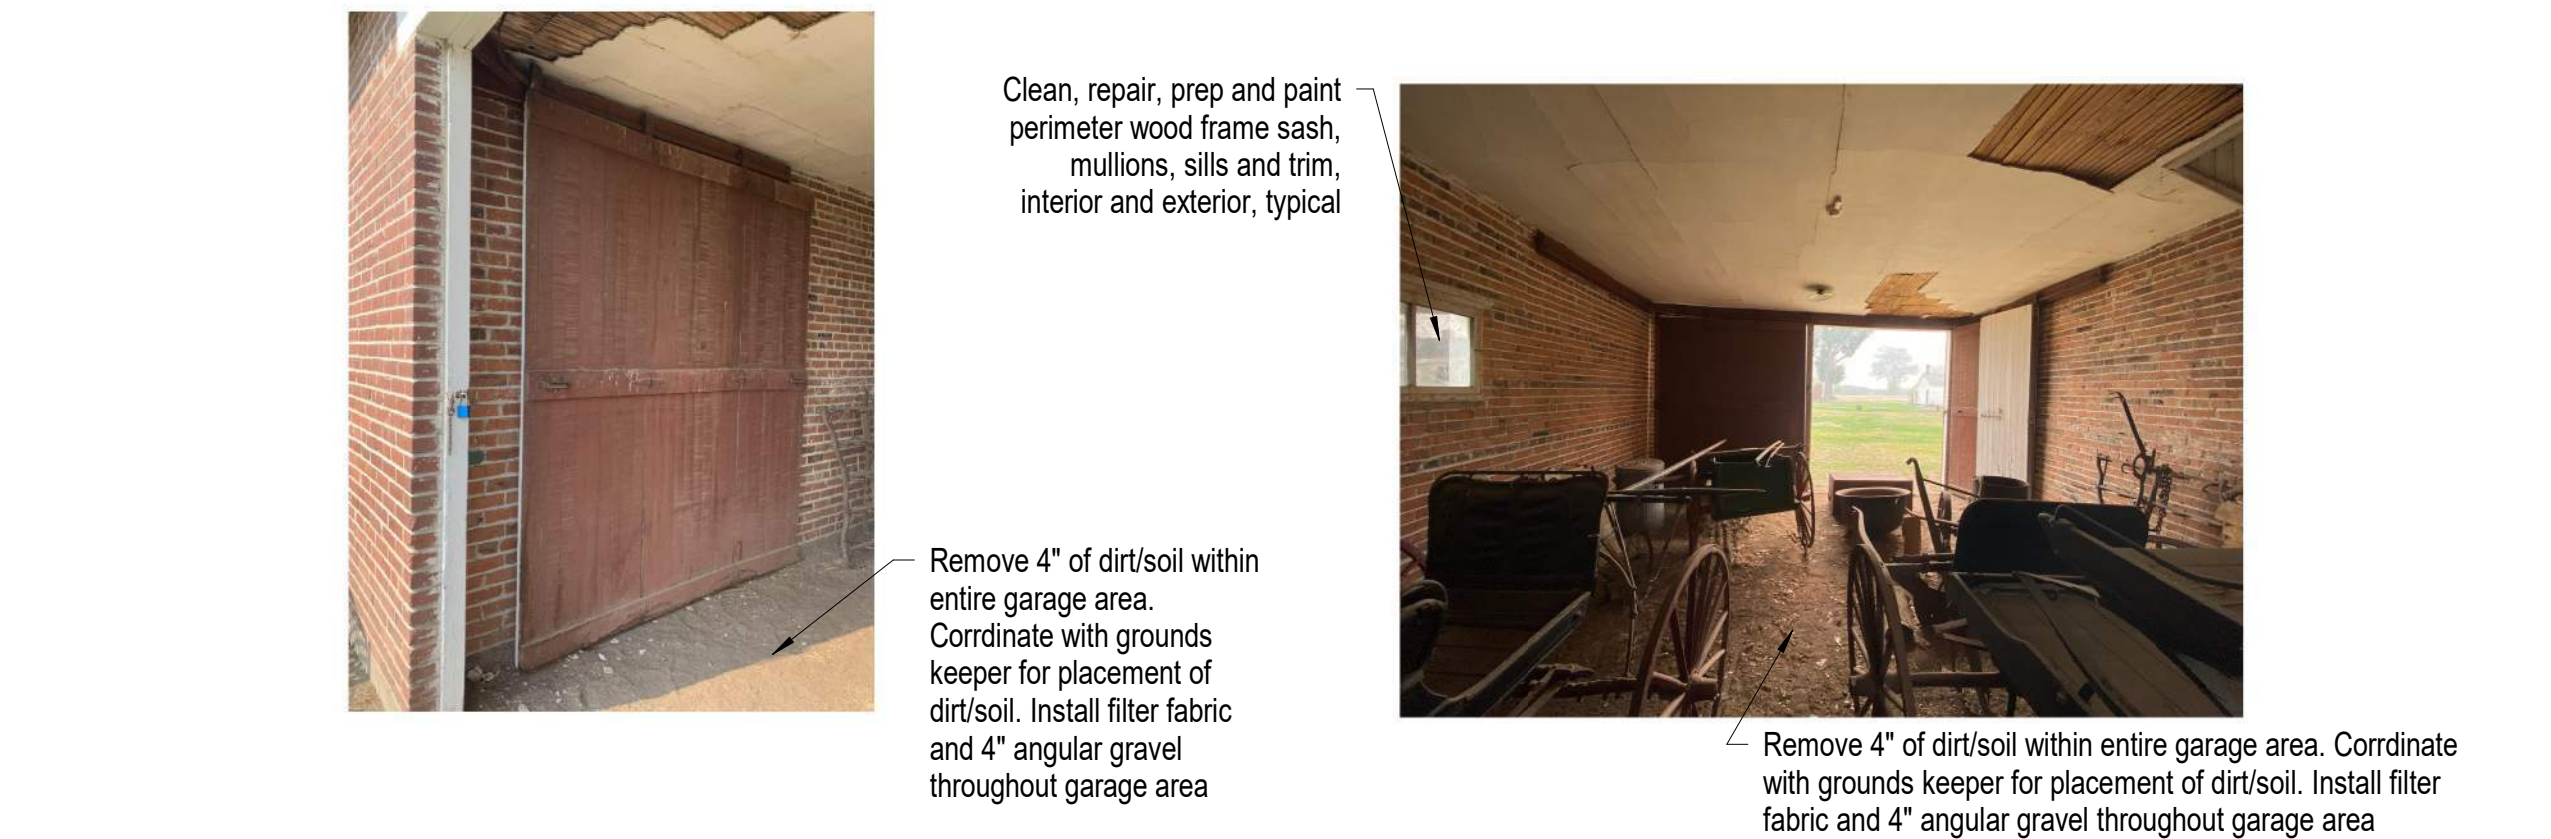 Clean, repair, prep and paint
perimeter wood frame sash,
mullions, sills and trim,
interior and exterior, typical
Remove 4" of dirt/soil within
entire garage area.
Corrdinate with grounds
keeper for placement of
dirt/soil. Install filter fabric
and 4" angular gravel
throughout garage area
Remove 4" of dirt/soil within entire garage area. Corrdinate
with grounds keeper for placement of dirt/soil. Install filter
fabric and 4" angular gravel throughout garage area